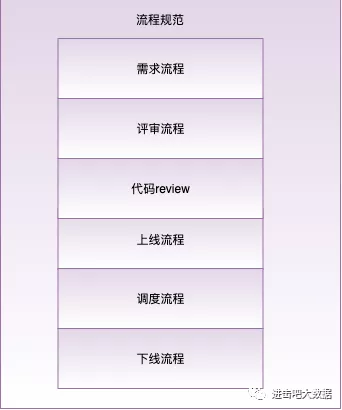 流程规范
需求流程
评审流程
代码review
上线流程
调度流程
下线流程
进击吧大数据